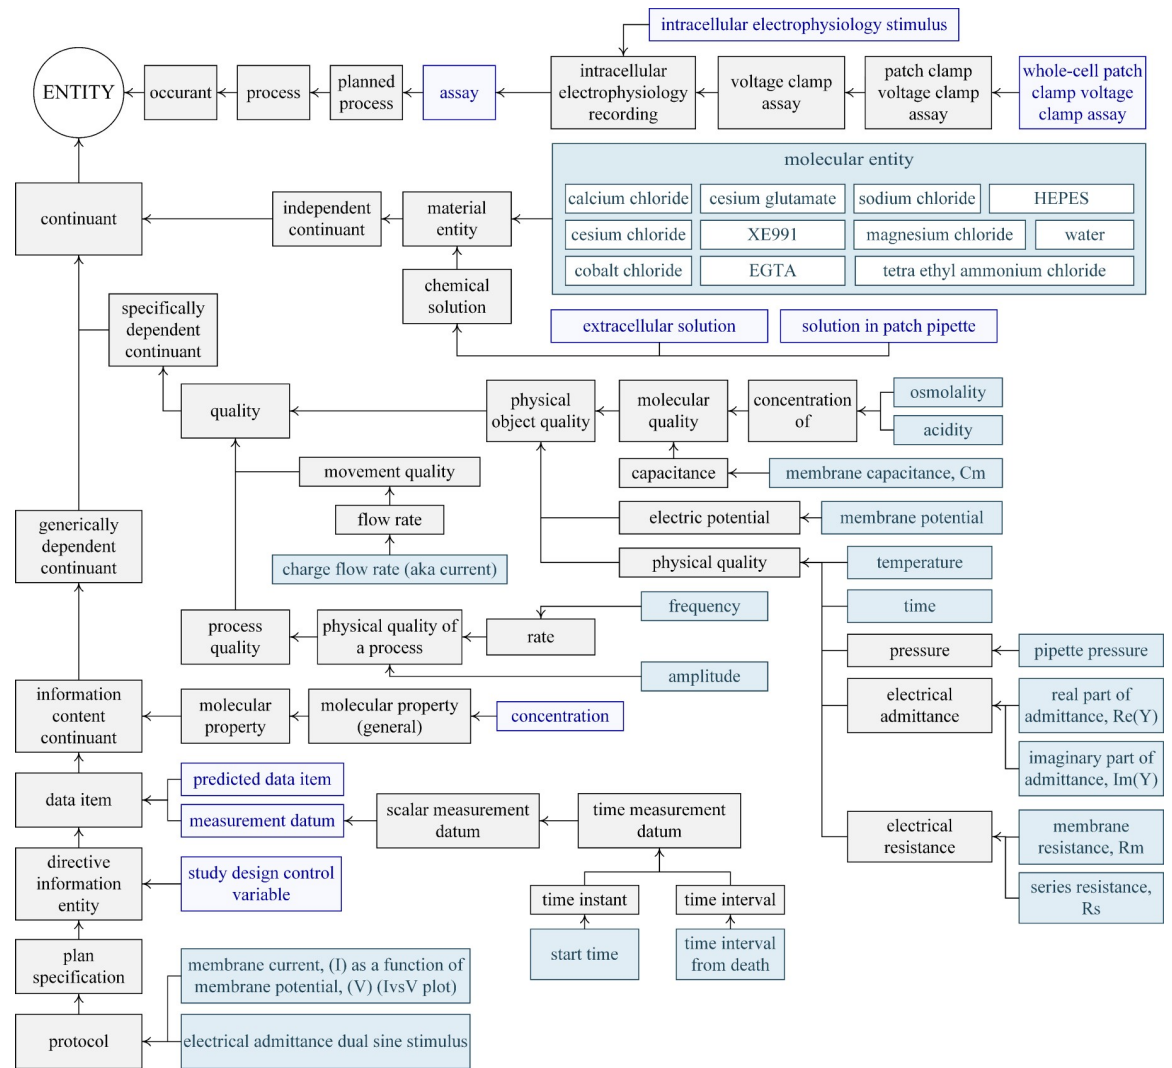 intracellular electrophysiology stimulus
ENTITY
occurant
process
planned
process
assay
intracellular
electrophysiology
recording
voltage clamp
assay
patch clamp
voltage clamp
assay
whole-cell patch
clamp voltage
clamp assay
molecular entity
calcium chloride
cesium glutamate
sodium chloride
HEPES
cesium chloride
XE991
magnesium chloride
water
cobalt chloride
EGTA
tetra ethyl ammonium chloride
continuant
independent
continuant
material
entity
chemical
solution
extracellular solution
solution in patch pipette
specifically
dependent
continuant
quality
physical
object quality
molecular
quality
concentration
of
osmolality
acidity
movement quality
capacitance
membrane capacitance, Cm
flow rate
electric potential
membrane potential
generically
dependent
continuant
charge flow rate (aka current)
physical quality
temperature
time
process
quality
physical quality of
a process
rate
frequency
amplitude
pressure
pipette pressure
electrical
admittance
real part of
admittance, Re(Y)
imaginary part of
admittance, Im(Y)
information
content
continuant
molecular
property
molecular property
(general)
concentration
data item
predicted data item
measurement datum
scalar measurement
datum
time measurement
datum
electrical
resistance
membrane
resistance, Rm
series resistance,
Rs
directive
information
entity
study design control
variable
time instant
time interval
start time
time interval
from death
plan
specification
membrane current, (I) as a function of
membrane potential, (V) (IvsV plot)
protocol
electrical admittance dual sine stimulus